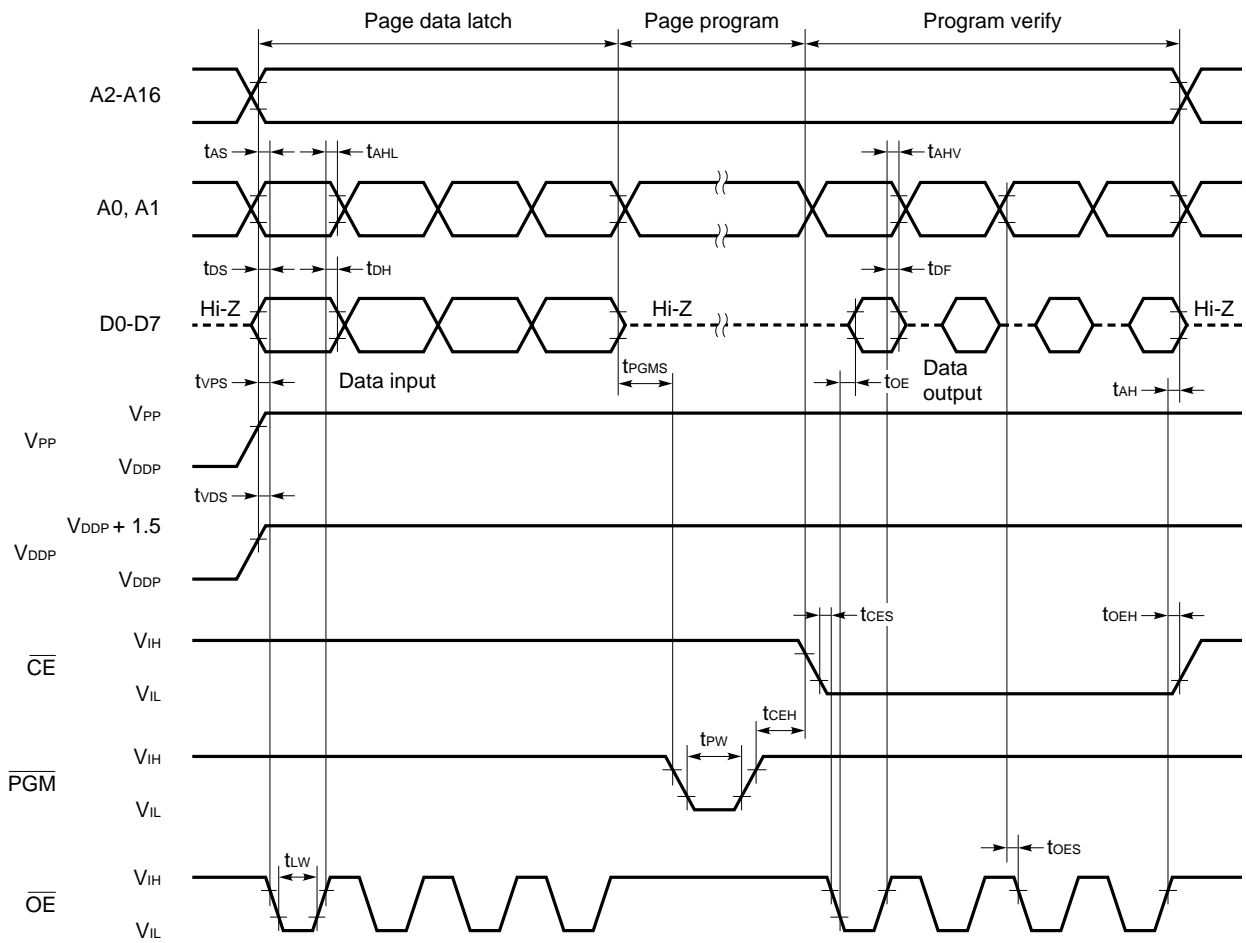 Page data latch Page program Program verify
A2-A16
tAS tAHL tAHV
A0, A1
tDS tDH tDF
Hi-Z Hi-Z Hi-Z
D0-D7
tPGMS
tVPS Data input tOE Data output tAH
VPP
VPP
VDDP
tVDS
VDDP + 1.5
VDDP
VDDP
tCES tOEH
VIH
CE
VIL
tCEH
tPW
VIH
PGM
VIL
tOES
tLW
VIH
OE
VIL